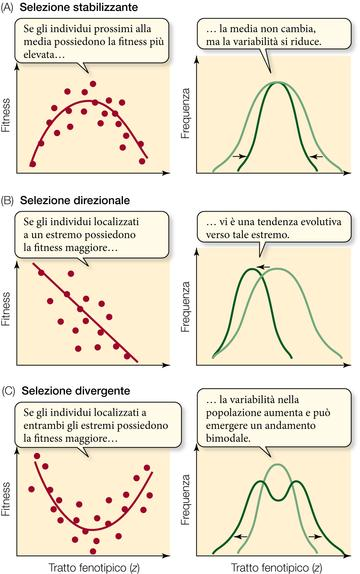 (A) Selezione stabilizzante
Se gli individui prossimi alla
media possiedono la fitness più
elevata…
… la media non cambia,
ma la variabilità si riduce.
Fitness
Frequenza
(B) Selezione direzionale
Se gli individui localizzati
a un estremo possiedono
la fitness maggiore…
… vi è una tendenza evolutiva
verso tale estremo.
Fitness
Frequenza
(C) Selezione divergente
Se gli individui localizzati a
entrambi gli estremi possiedono
la fitness maggiore…
… la variabilità nella
popolazione aumenta e può
emergere un andamento
bimodale.
Fitness
Frequenza
Tratto fenotipico (z)
Tratto fenotipico (z)